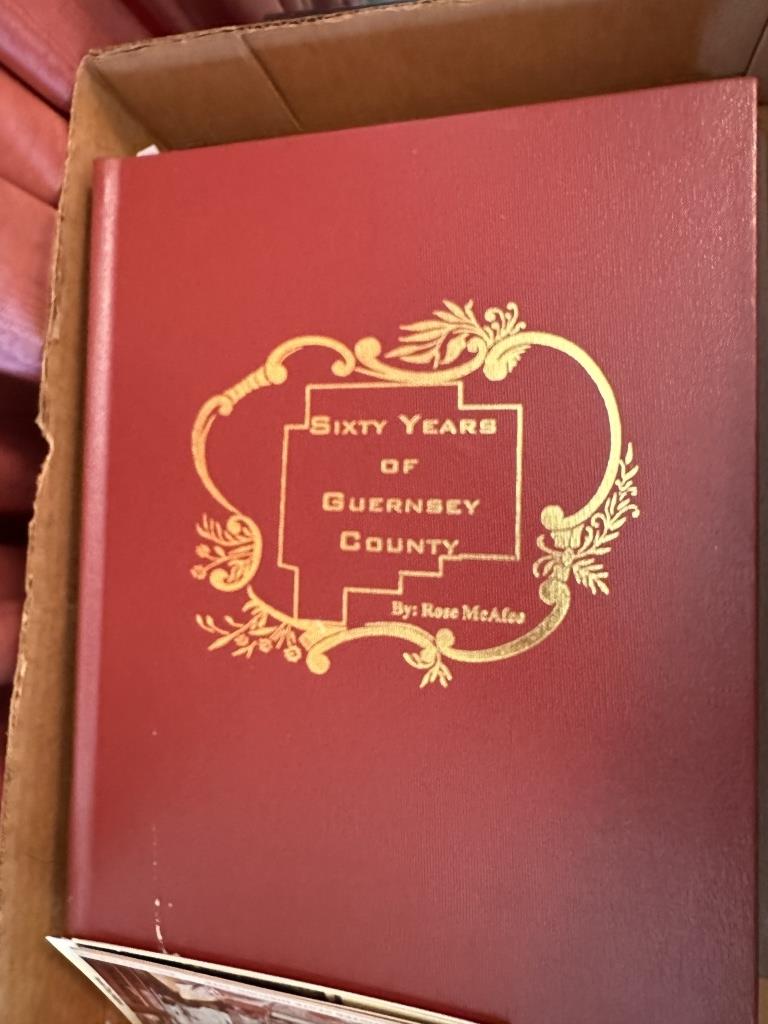 Sixty Years
of
Guernsey
County
By: Rose McAfee